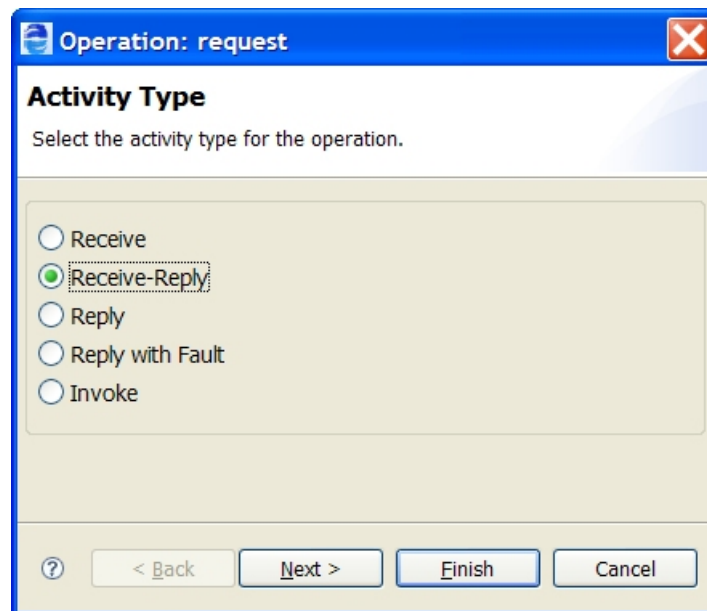 Operation: request
Activity Type
Select the activity type for the operation.
Receive
Receive-Reply
Reply
Reply with Fault
Invoke
? < Back Next > Finish Cancel